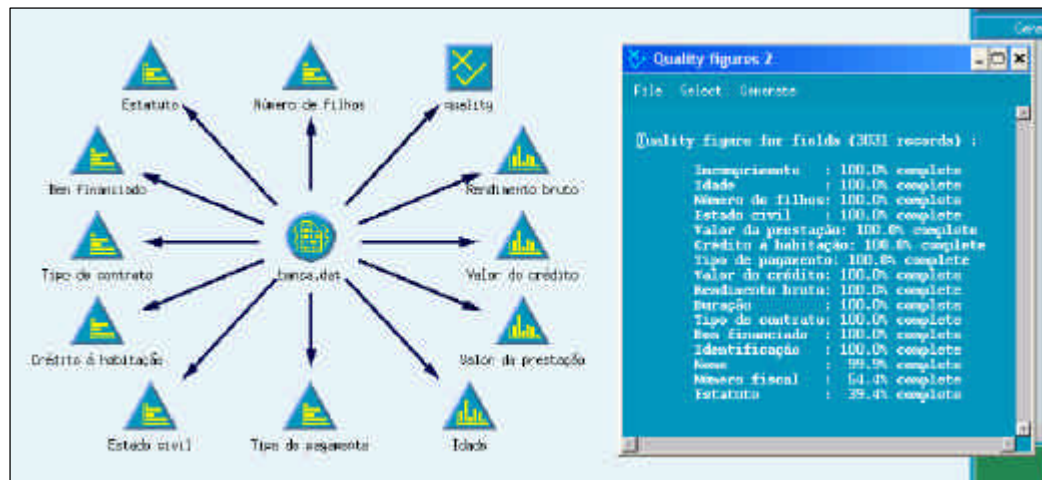 Estatuto
Número de filhos
quality
Bem financiado
Rendimento bruto
Tipo de contrato
banca.dat
Valor do crédito
Crédito á habitação
Valor da prestação
Estado civil
Tipo de pagamento
Idade
Quality figures 2
File Select Generate
Quality figure for fields (3031 records) :
Incumprimento : 100.0% complete
Idade : 100.0% complete
Número de filhos: 100.0% complete
Estado civil : 100.0% complete
Valor da prestação: 100.0% complete
Crédito á habitação: 100.0% complete
Tipo de pagamento: 100.0% complete
Valor do crédito: 100.0% complete
Rendimento bruto: 100.0% complete
Duração : 100.0% complete
Tipo de contrato: 100.0% complete
Bem financiado : 100.0% complete
Identificação : 100.0% complete
Nome : 99.9% complete
Número fiscal : 54.4% complete
Estatuto : 39.4% complete